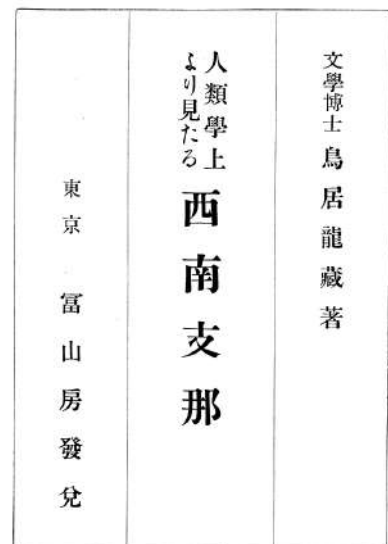 文學博士 鳥居龍藏著
人類學上
より見たる
西南支那
東京 冨山房發兌